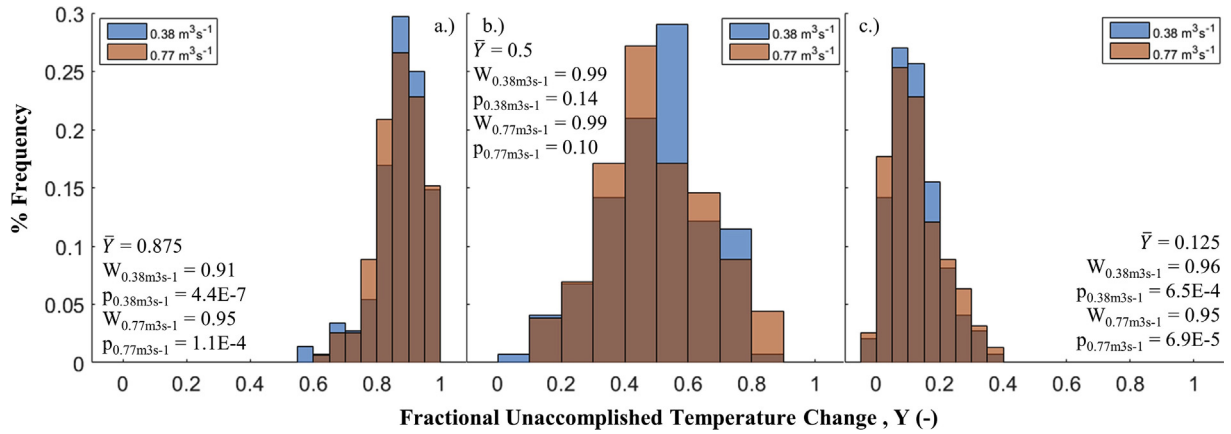 % Frequency
0.3
0.25
0.2
0.15
0.1
0.05
0
0.38 m³s⁻¹
0.77 m³s⁻¹
a.)
Ȳ = 0.875
W0.38m3s-1 = 0.91
p0.38m3s-1 = 4.4E-7
W0.77m3s-1 = 0.95
p0.77m3s-1 = 1.1E-4
0 0.2 0.4 0.6 0.8 1
b.)
0.38 m³s⁻¹
0.77 m³s⁻¹
Ȳ = 0.5
W0.38m3s-1 = 0.99
p0.38m3s-1 = 0.14
W0.77m3s-1 = 0.99
p0.77m3s-1 = 0.10
0 0.2 0.4 0.6 0.8 1
c.)
0.38 m³s⁻¹
0.77 m³s⁻¹
Ȳ = 0.125
W0.38m3s-1 = 0.96
p0.38m3s-1 = 6.5E-4
W0.77m3s-1 = 0.95
p0.77m3s-1 = 6.9E-5
0 0.2 0.4 0.6 0.8 1
Fractional Unaccomplished Temperature Change , Y (-)